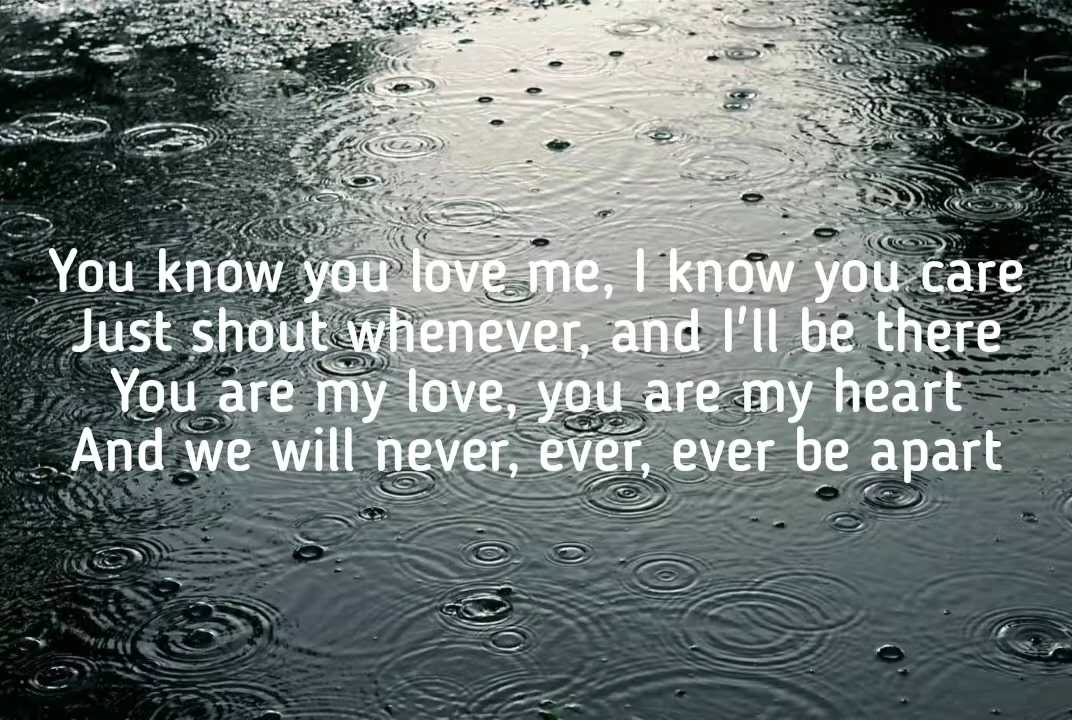 You know you love me, I know you care
Just shout whenever, and I'll be there
You are my love, you are my heart
And we will never, ever, ever be apart